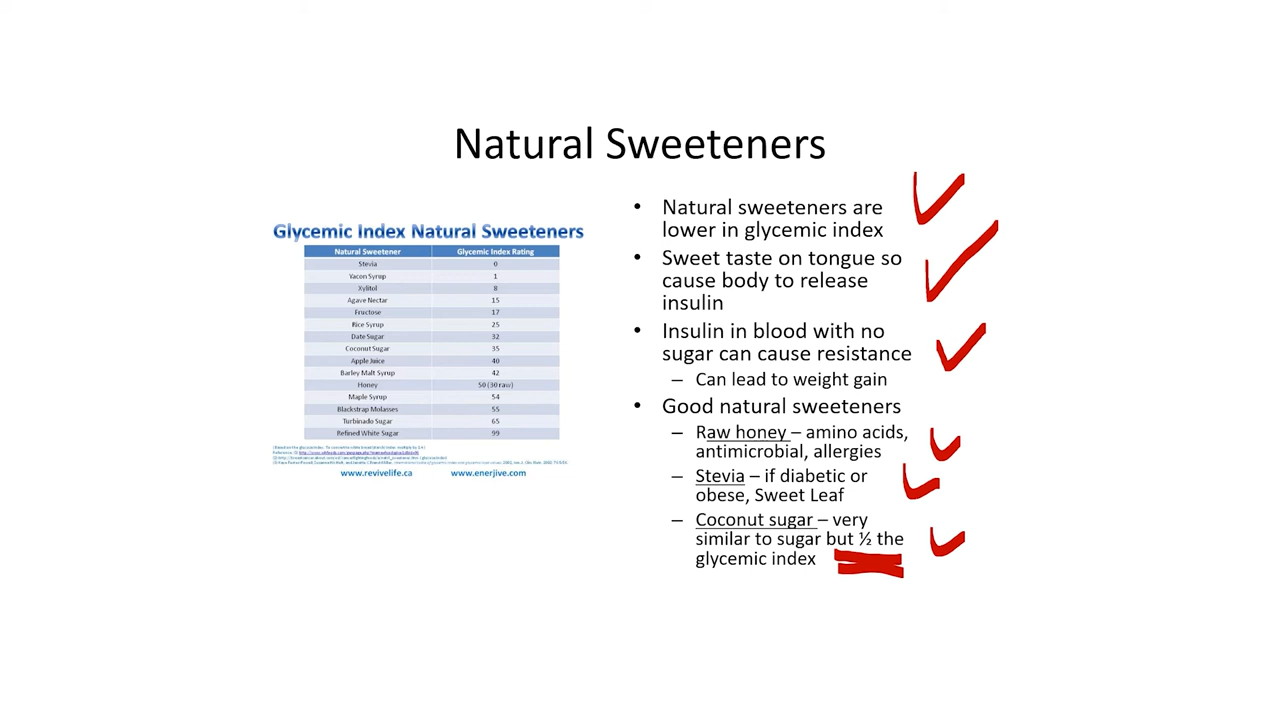 Natural Sweeteners
Glycemic Index Natural Sweeteners
Natural Sweetener Glycemic Index Rating
Stevia 0
Yacon Syrup 1
Xylitol 8
Agave Nectar 15
Fructose 17
Rice Syrup 25
Date Sugar 32
Coconut Sugar 35
Apple Juice 40
Barley Malt Syrup 42
Honey 50 (30 raw)
Maple Syrup 54
Blackstrap Molasses 55
Turbinado Sugar 65
Refined White Sugar 99
www.revivelife.ca www.enerjive.com
• Natural sweeteners are
lower in glycemic index
• Sweet taste on tongue so
cause body to release
insulin
• Insulin in blood with no
sugar can cause resistance
– Can lead to weight gain
• Good natural sweeteners
– Raw honey – amino acids,
antimicrobial, allergies
– Stevia – if diabetic or
obese, Sweet Leaf
– Coconut sugar – very
similar to sugar but ½ the
glycemic index